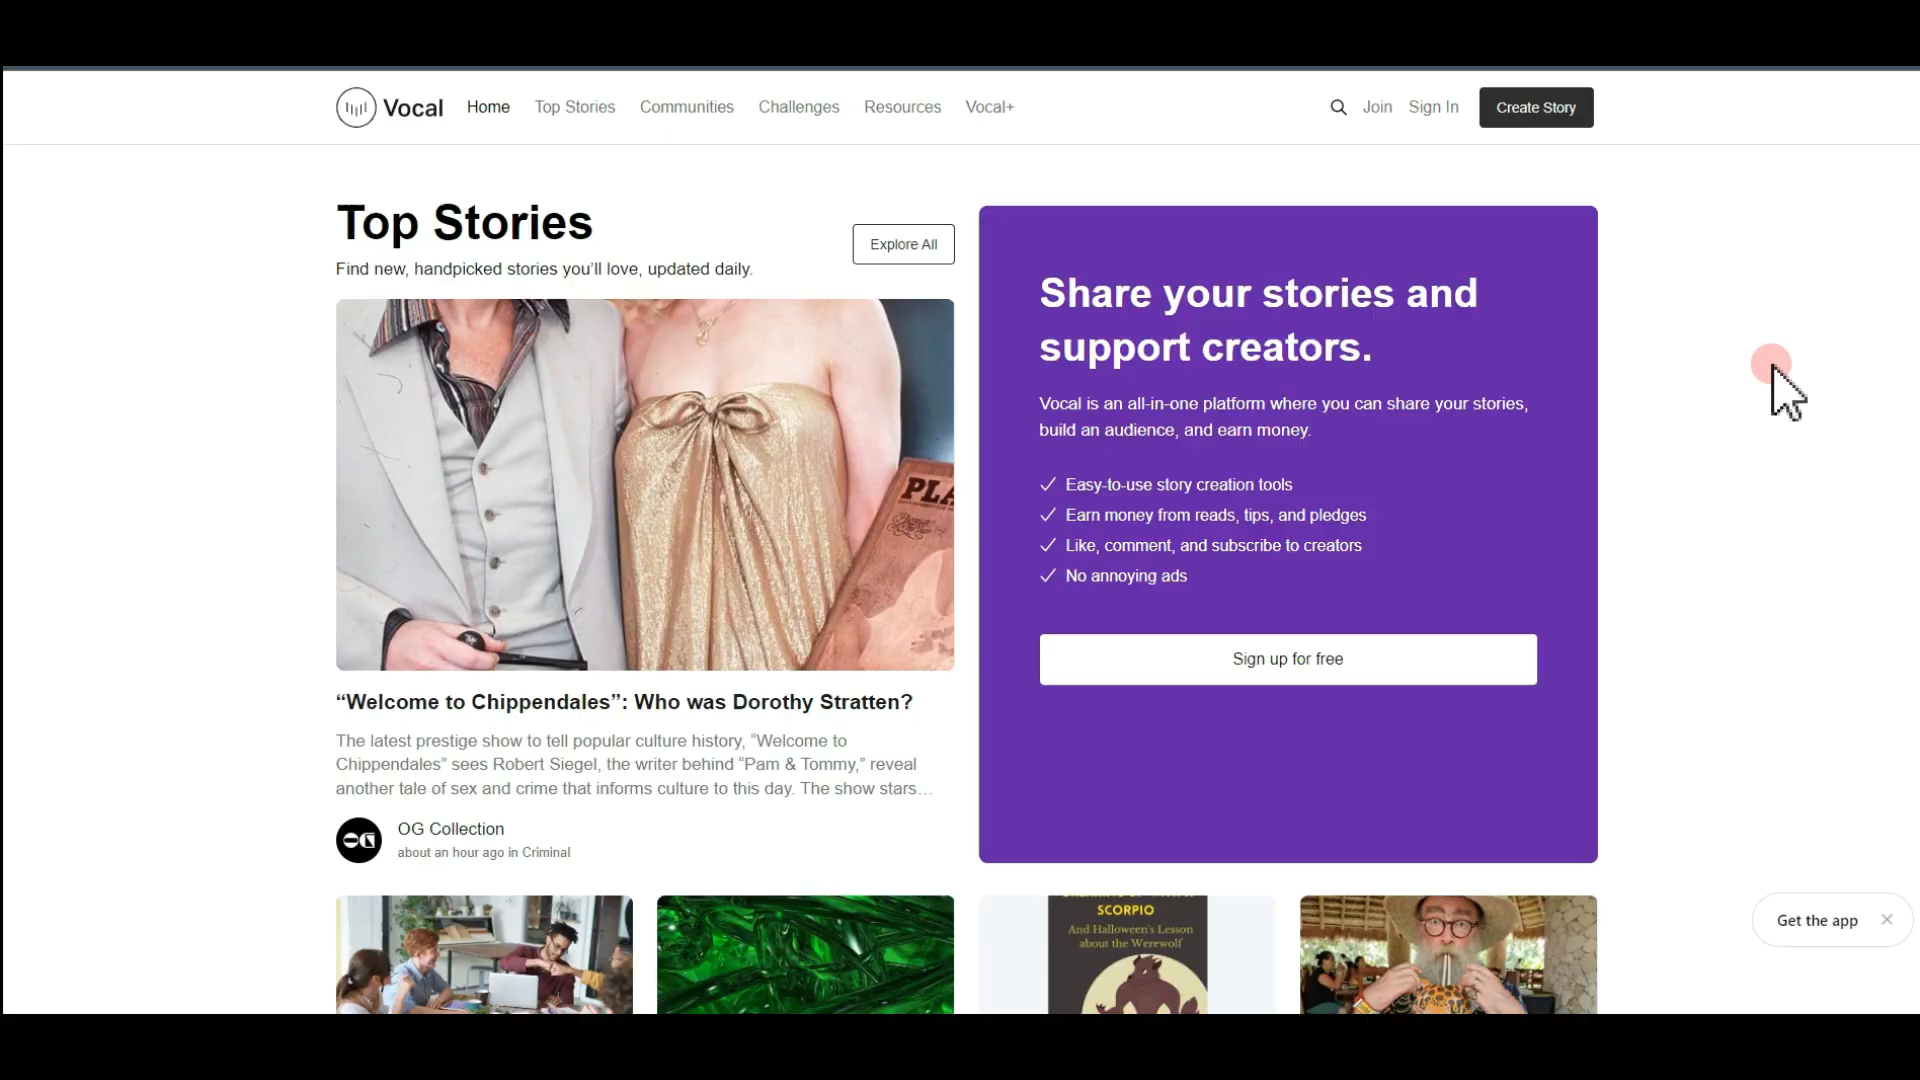 Vocal Home Top Stories Communities Challenges Resources Vocal+ Join Sign In Create Story
Top Stories
Explore All
Find new, handpicked stories you'll love, updated daily.
Share your stories and
support creators.
Vocal is an all-in-one platform where you can share your stories,
build an audience, and earn money.
Easy-to-use story creation tools
Earn money from reads, tips, and pledges
Like, comment, and subscribe to creators
No annoying ads
Sign up for free
“Welcome to Chippendales”: Who was Dorothy Stratten?
The latest prestige show to tell popular culture history, “Welcome to
Chippendales” sees Robert Siegel, the writer behind “Pam & Tommy,” reveal
another tale of sex and crime that informs culture to this day. The show stars…
OG
OG Collection
about an hour ago in Criminal
SCORPIO
And Halloween's Lesson
about the Werewolf
Get the app